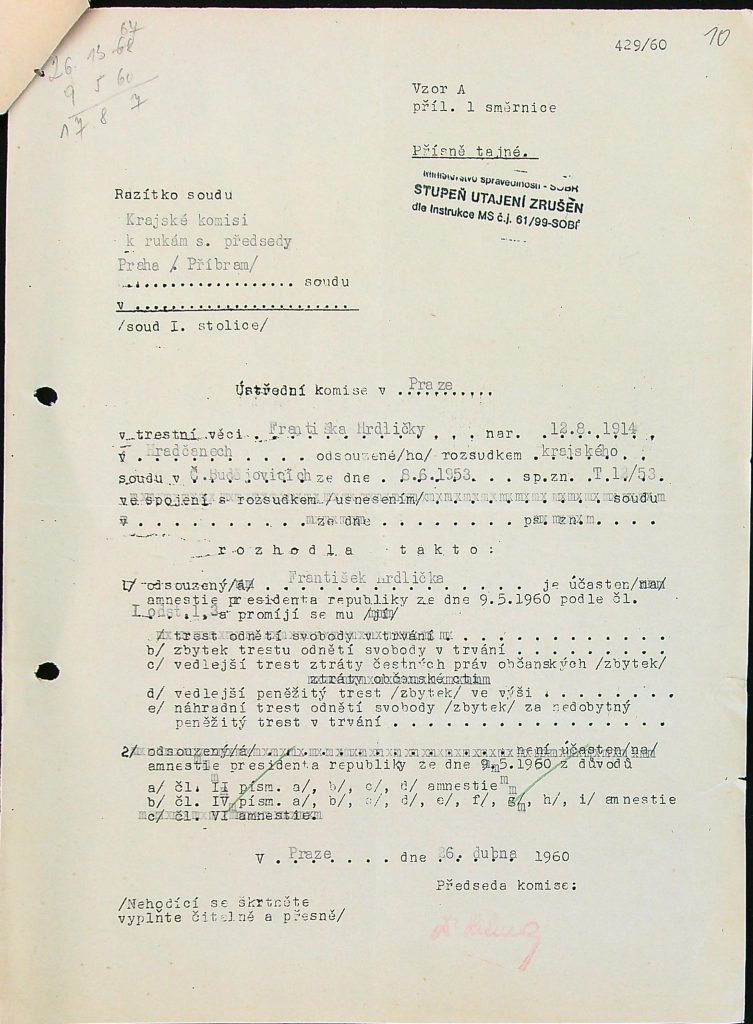 429/60
10
26 13 67
9 5 60
17 8 7
Vzor A
příl. 1 směrnice
Přísně tajné.
Ministerstvo spravedlnosti - SOBR
STUPEŇ UTAJENÍ ZRUŠEN
dle Instrukce MS č.j. 61/99-SOBŘ
Razítko soudu
Krajské komisi
k rukám s. předsedy
Praha / Příbram/
.................... soudu
v ........................
/soud I. stolice/
Ústřední komise v ..Praze.....
v trestní věci . Františka Hrdličky . . . nar. .12.8.1914.
v Hradčanech . . . . . odsouzené/ho/ rozsudkem .krajského. .
soudu v Č.Budějovicích ze dne . 8.6.1953. . . sp.zn. T 12/53.
ve spojení s rozsudkem /usnesením/ . . . . . . . . . . soudu
v . . . . . . . . . . ze dne . . . . . . . ps. zn. . . . .
r o z h o d l a t a k t o :
1/ odsouzený/á/ František Hrdlička . . . . . . . je účasten/na/
amnestie presidenta republiky ze dne 9.5.1960 podle čl.
I odst.1,3 a promíjí se mu /jí/
a/ trest odnětí svobody v trvání . . . . . . . . . . .
b/ zbytek trestu odnětí svobody v trvání . . . . . . . . .
c/ vedlejší trest ztráty čestných práv občanských /zbytek/
ztráty občanské cti
d/ vedlejší peněžitý trest /zbytek/ ve výši . . . . . . . .
e/ náhradní trest odnětí svobody /zbytek/ za nedobytný
peněžitý trest v trvání . . . . . . . . . . . . . . . . .
2/ odsouzený/á/ . . . . . . . . . . . . . . není účasten/na/
amnestie presidenta republiky ze dne 9.5.1960 z důvodů
a/ čl. II písm. a/, b/, c/, d/ amnestie
b/ čl. IV písm. a/, b/, c/, d/, e/, f/, g/, h/, i/ amnestie
c/ čl. VI amnestie.
V . Praze. . . . . dne .26. dubna 1960
Předseda komise:
/Nehodící se škrtněte
vyplňte čitelně a přesně/